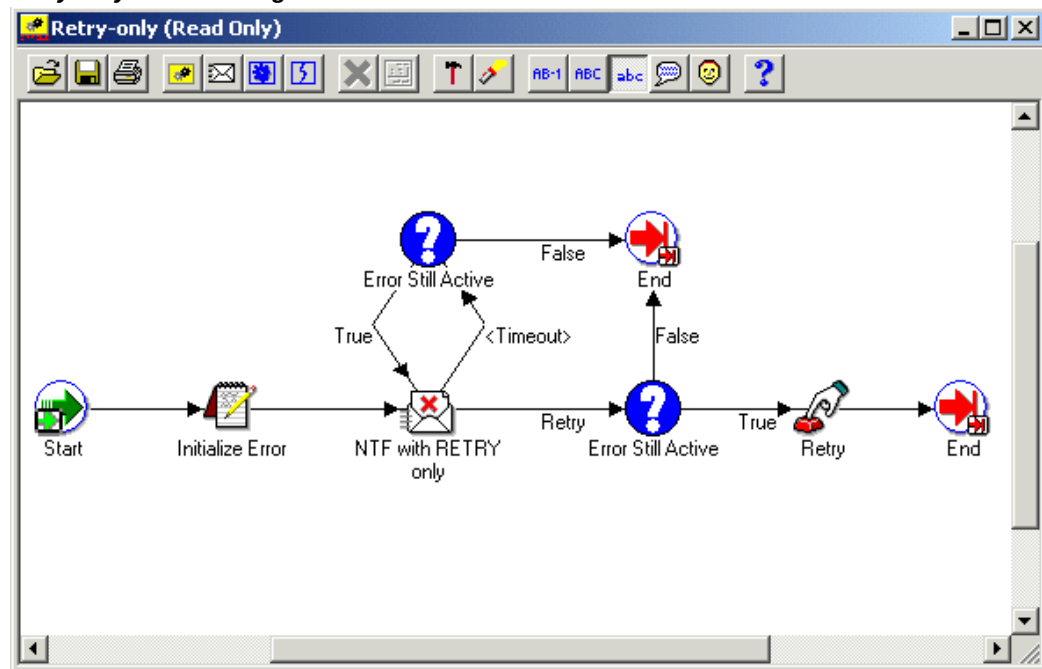 Retry-only (Read Only)
AB-1 ABC abc
False
Error Still Active
End
True
<Timeout>
False
Retry
True
Start
Initialize Error
NTF with RETRY
only
Error Still Active
Retry
End